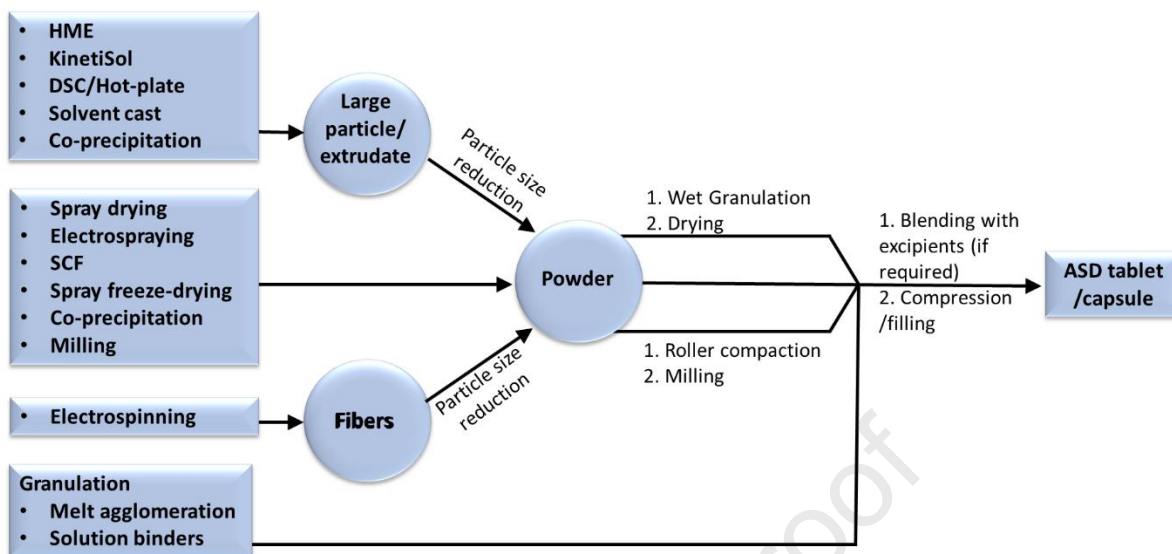 • HME
• KinetiSol
• DSC/Hot-plate
• Solvent cast
• Co-precipitation
Large
particle/
extrudate
Particle size
reduction
• Spray drying
• Electrospraying
• SCF
• Spray freeze-drying
• Co-precipitation
• Milling
Powder
1. Wet Granulation
2. Drying
1. Roller compaction
2. Milling
1. Blending with
excipients (if
required)
2. Compression
/filling
ASD tablet
/capsule
• Electrospinning
Fibers
Particle size
reduction
Granulation
• Melt agglomeration
• Solution binders
roof